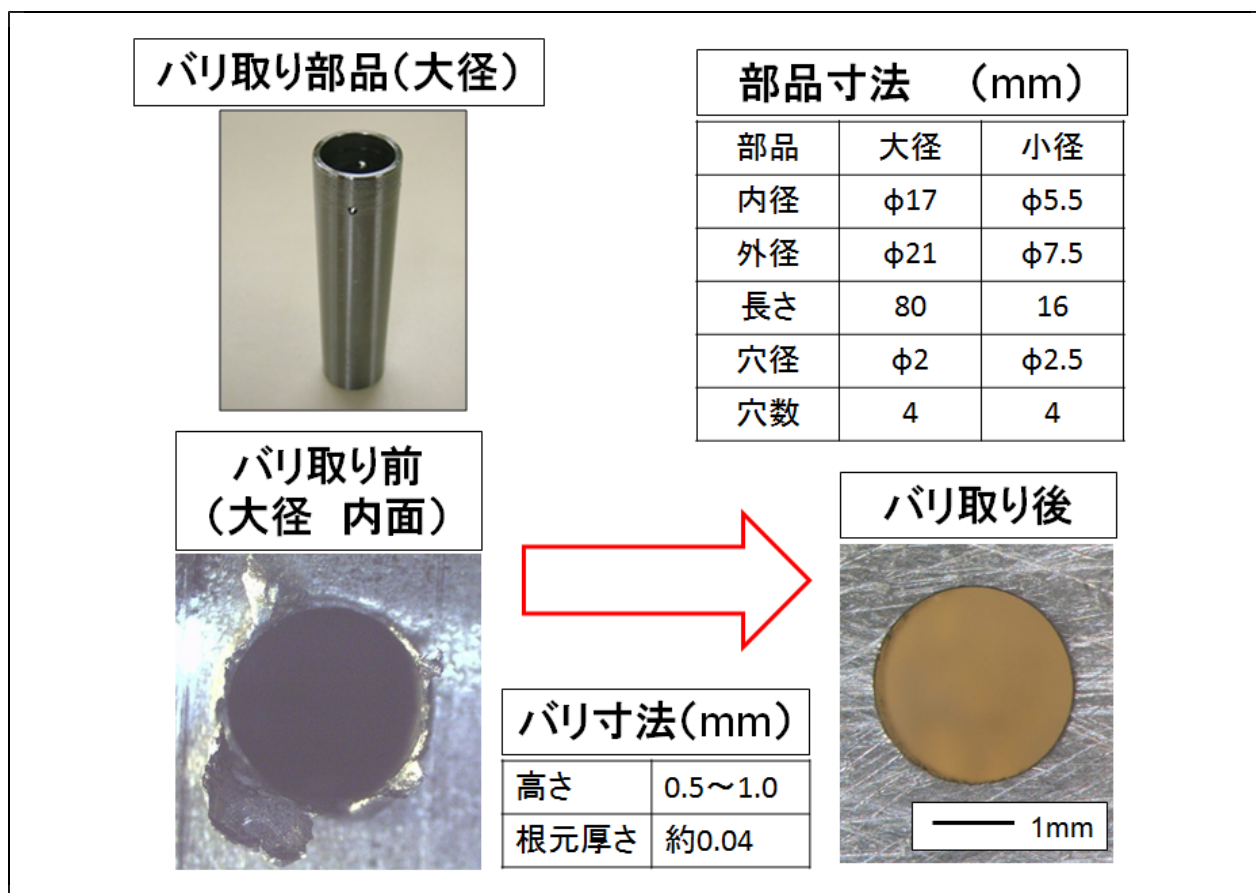 バリ取り部品（大径）
部品寸法　（mm）
部品 大径 小径
内径 φ17 φ5.5
外径 φ21 φ7.5
長さ 80 16
穴径 φ2 φ2.5
穴数 4 4
バリ取り前
（大径　内面）
バリ取り後
バリ寸法（mm）
高さ 0.5～1.0
根元厚さ 約0.04
1mm